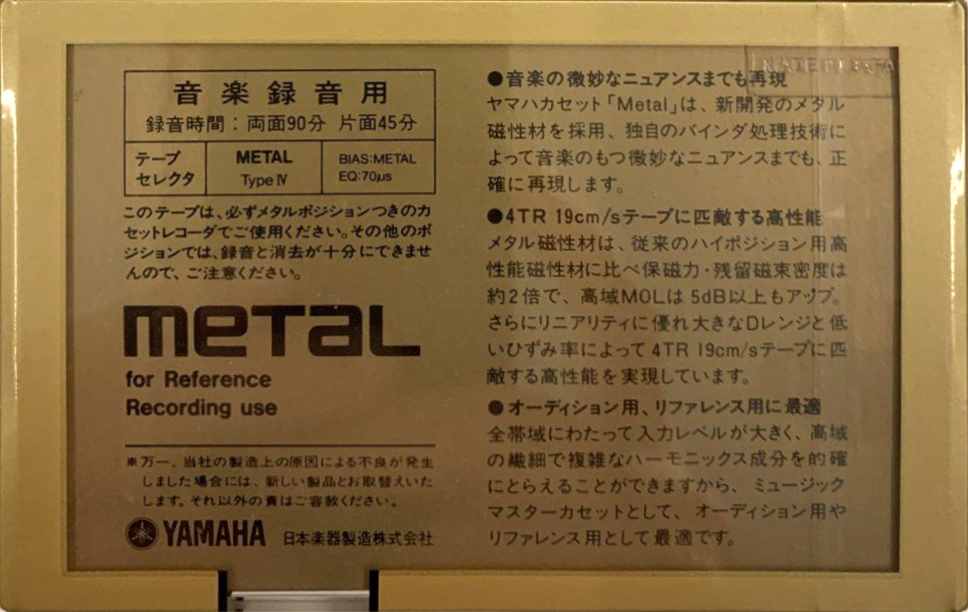 音楽録音用
録音時間：両面90分 片面45分
テープ
セレクタ
METAL
Type Ⅳ
BIAS:METAL
EQ:70μs
このテープは、必ずメタルポジションつきのカ
セットレコーダでご使用ください。その他のポ
ジションでは、録音と消去が十分にできませ
んので、ご注意ください。
metal
for Reference
Recording use
※万一、当社の製造上の原因による不良が発生
しました場合には、新しい製品とお取替えいた
します。それ以外の責はご容赦ください。
YAMAHA 日本楽器製造株式会社
●音楽の微妙なニュアンスまでも再現
ヤマハカセット「Metal」は、新開発のメタル
磁性材を採用、独自のバインダ処理技術に
よって音楽のもつ微妙なニュアンスまでも、正
確に再現します。
●4TR 19cm/sテープに匹敵する高性能
メタル磁性材は、従来のハイポジション用高
性能磁性材に比べ保磁力・残留磁束密度は
約2倍で、高域MOLは5dB以上もアップ。
さらにリニアリティに優れ大きなDレンジと低
いひずみ率によって4TR 19cm/sテープに匹
敵する高性能を実現しています。
●オーディション用、リファレンス用に最適
全帯域にわたって入力レベルが大きく、高域
の繊細で複雑なハーモニックス成分を的確
にとらえることができますから、ミュージック
マスターカセットとして、オーディション用や
リファレンス用として最適です。